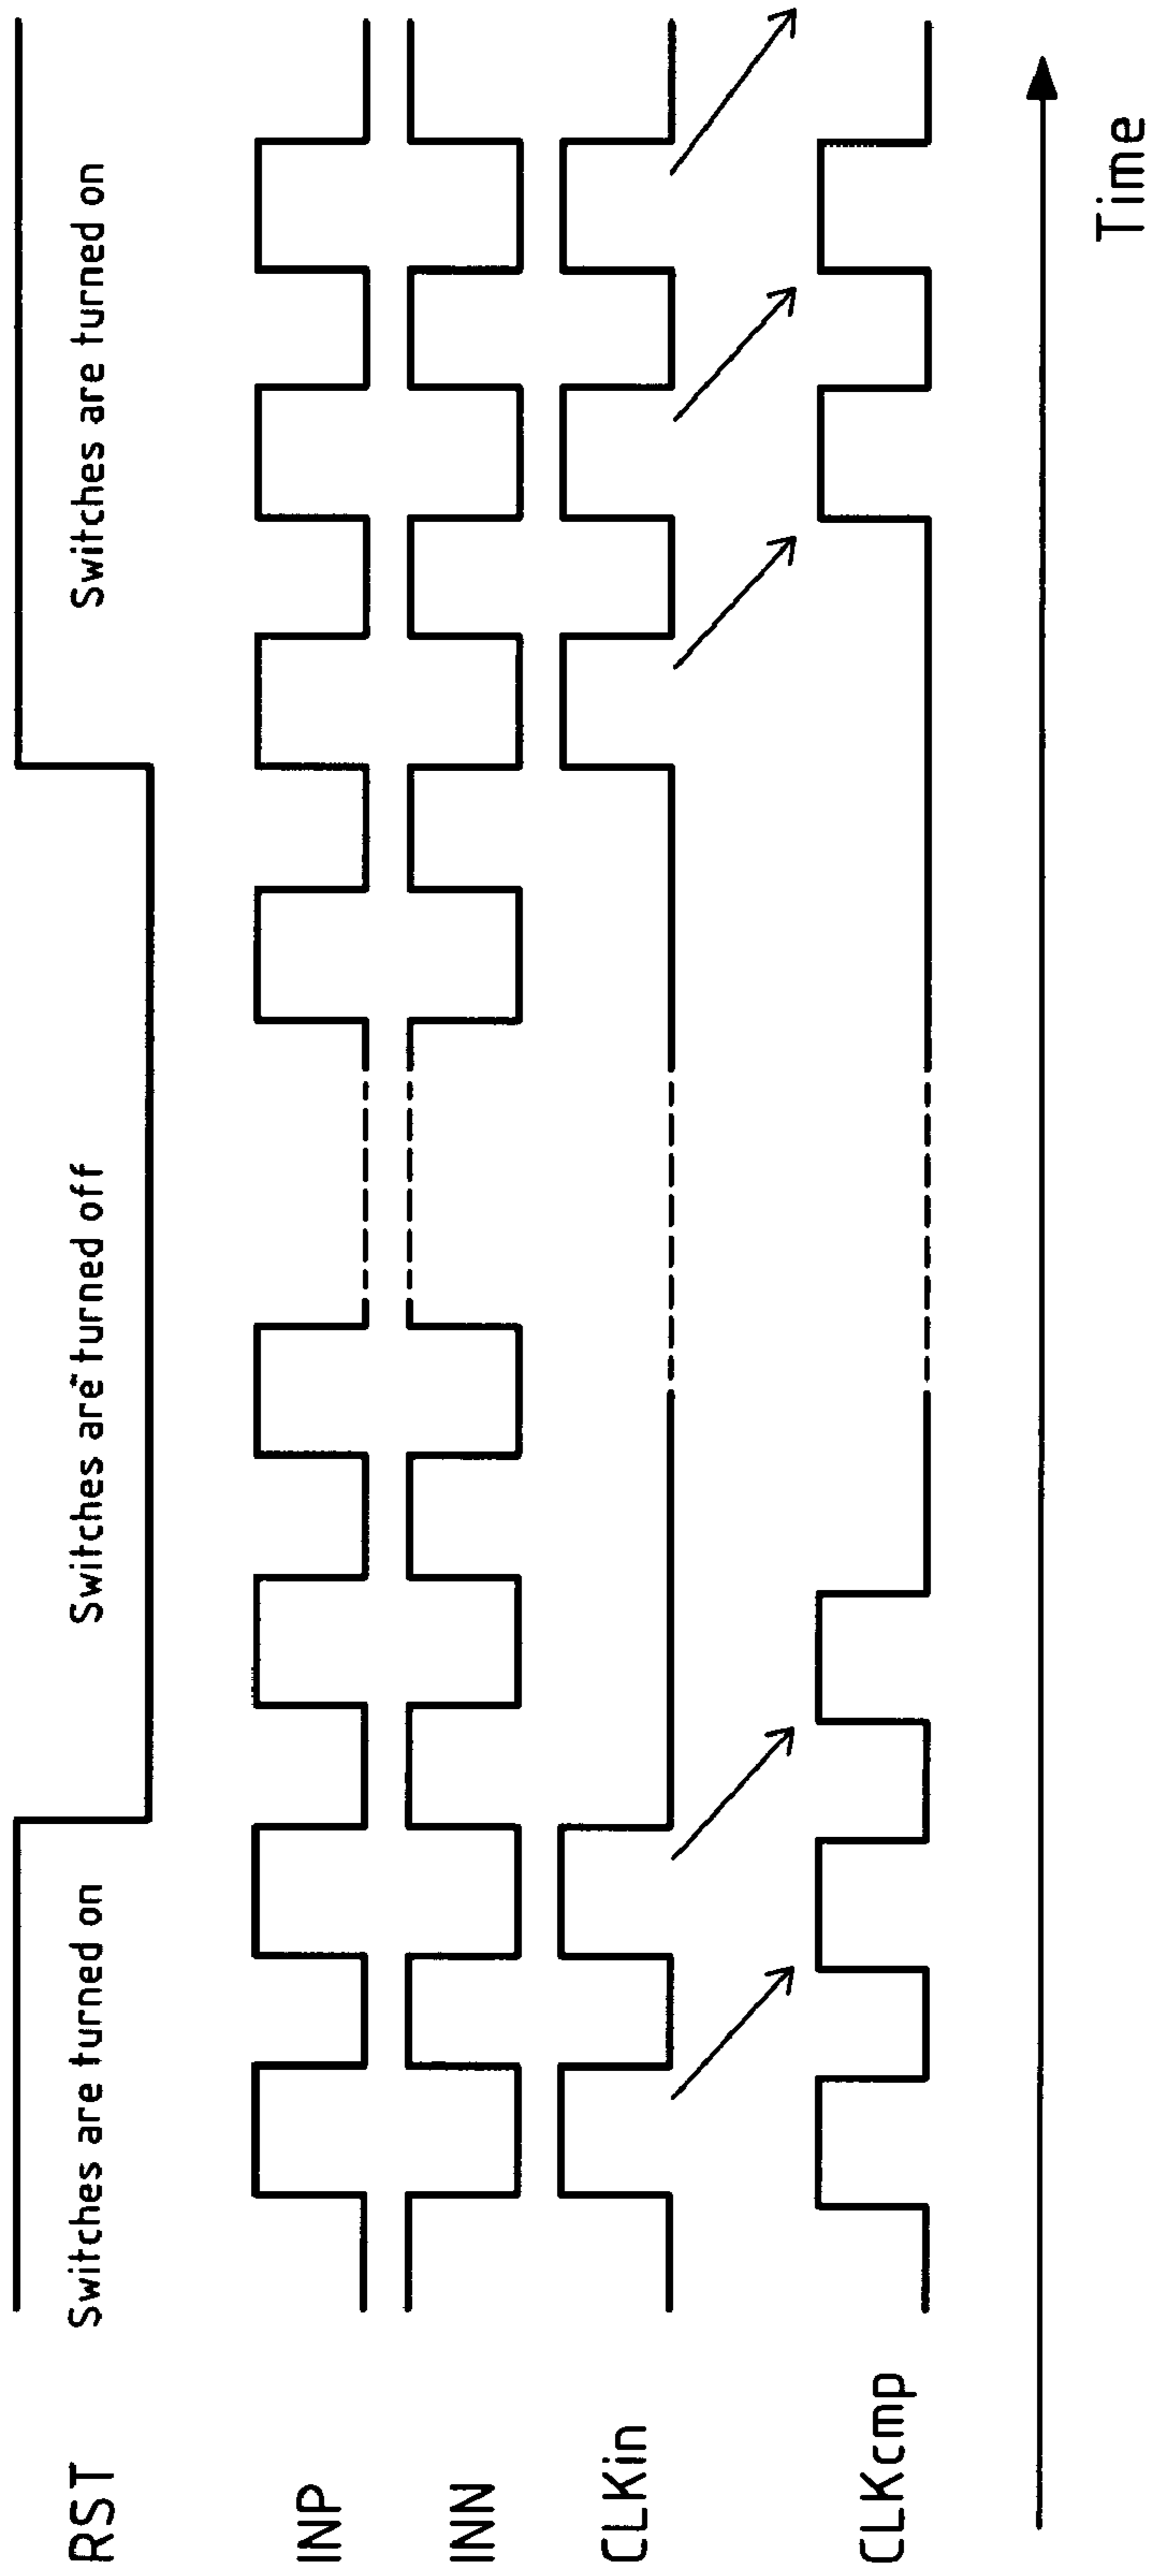 RST
Switches are turned on
Switches are turned off
Switches are turned on
INP
INN
CLKin
CLKcmp
Time